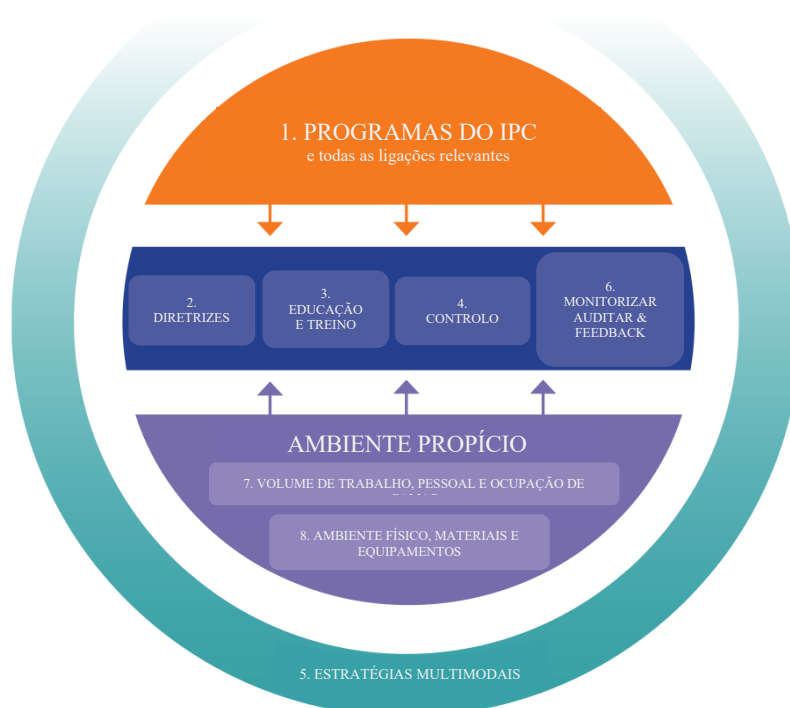 1. PROGRAMAS DO IPC
e todas as ligações relevantes
2.
DIRETRIZES
3.
EDUCAÇÃO
E TREINO
4.
CONTROLO
6.
MONITORIZAR
AUDITAR &
FEEDBACK
AMBIENTE PROPÍCIO
7. VOLUME DE TRABALHO, PESSOAL E OCUPAÇÃO DE
8. AMBIENTE FÍSICO, MATERIAIS E
EQUIPAMENTOS
5. ESTRATÉGIAS MULTIMODAIS